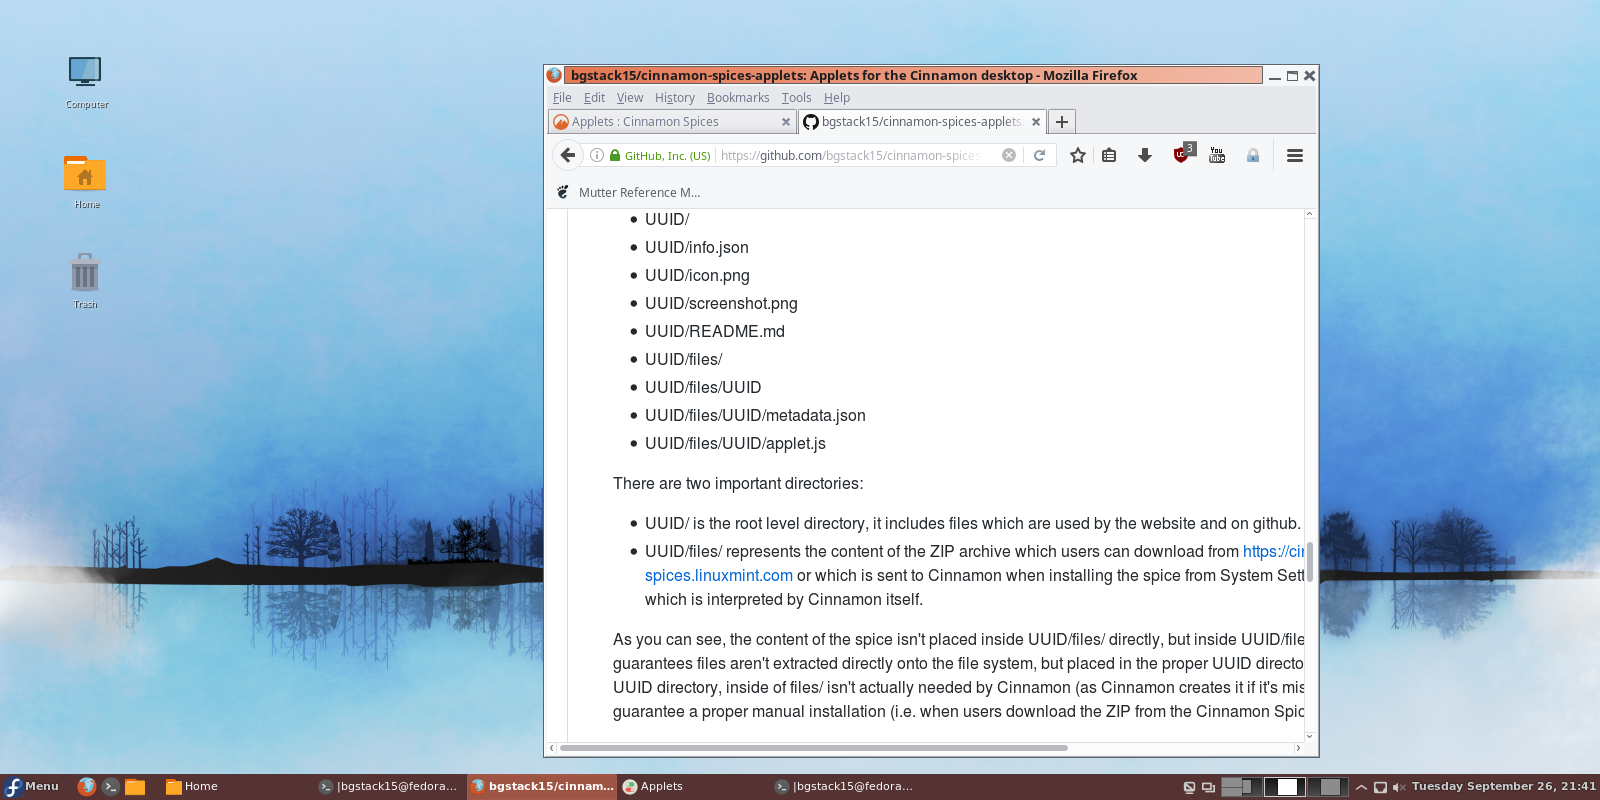 Computer
Home
Trash
bgstack15/cinnamon-spices-applets: Applets for the Cinnamon desktop - Mozilla Firefox
File Edit View History Bookmarks Tools Help
Applets : Cinnamon Spices
bgstack15/cinnamon-spices-applets
GitHub, Inc. (US) https://github.com/bgstack15/cinnamon-spices
3
You Tube
Mutter Reference M...
• UUID/
• UUID/info.json
• UUID/icon.png
• UUID/screenshot.png
• UUID/README.md
• UUID/files/
• UUID/files/UUID
• UUID/files/UUID/metadata.json
• UUID/files/UUID/applet.js
There are two important directories:
• UUID/ is the root level directory, it includes files which are used by the website and on github.
• UUID/files/ represents the content of the ZIP archive which users can download from https://cin
spices.linuxmint.com or which is sent to Cinnamon when installing the spice from System Sett
which is interpreted by Cinnamon itself.
As you can see, the content of the spice isn't placed inside UUID/files/ directly, but inside UUID/file
guarantees files aren't extracted directly onto the file system, but placed in the proper UUID directo
UUID directory, inside of files/ isn't actually needed by Cinnamon (as Cinnamon creates it if it's mis
guarantee a proper manual installation (i.e. when users download the ZIP from the Cinnamon Spic
Menu Home |bgstack15@fedora... bgstack15/cinnam... Applets |bgstack15@fedora... Tuesday September 26, 21:41